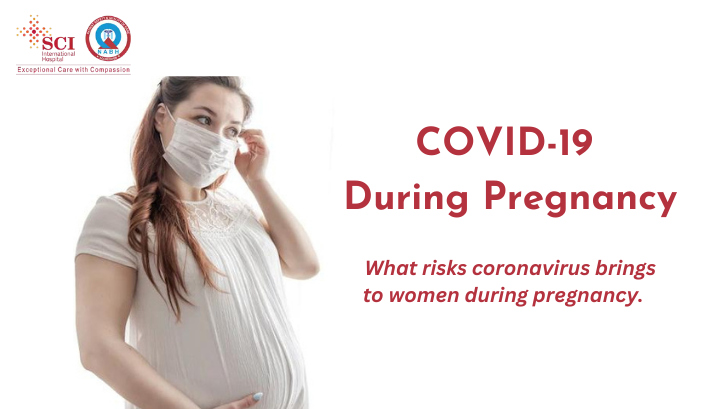 SCI
International
Hospital
NABH
Exceptional Care with Compassion
COVID-19
During Pregnancy
What risks coronavirus brings
to women during pregnancy.